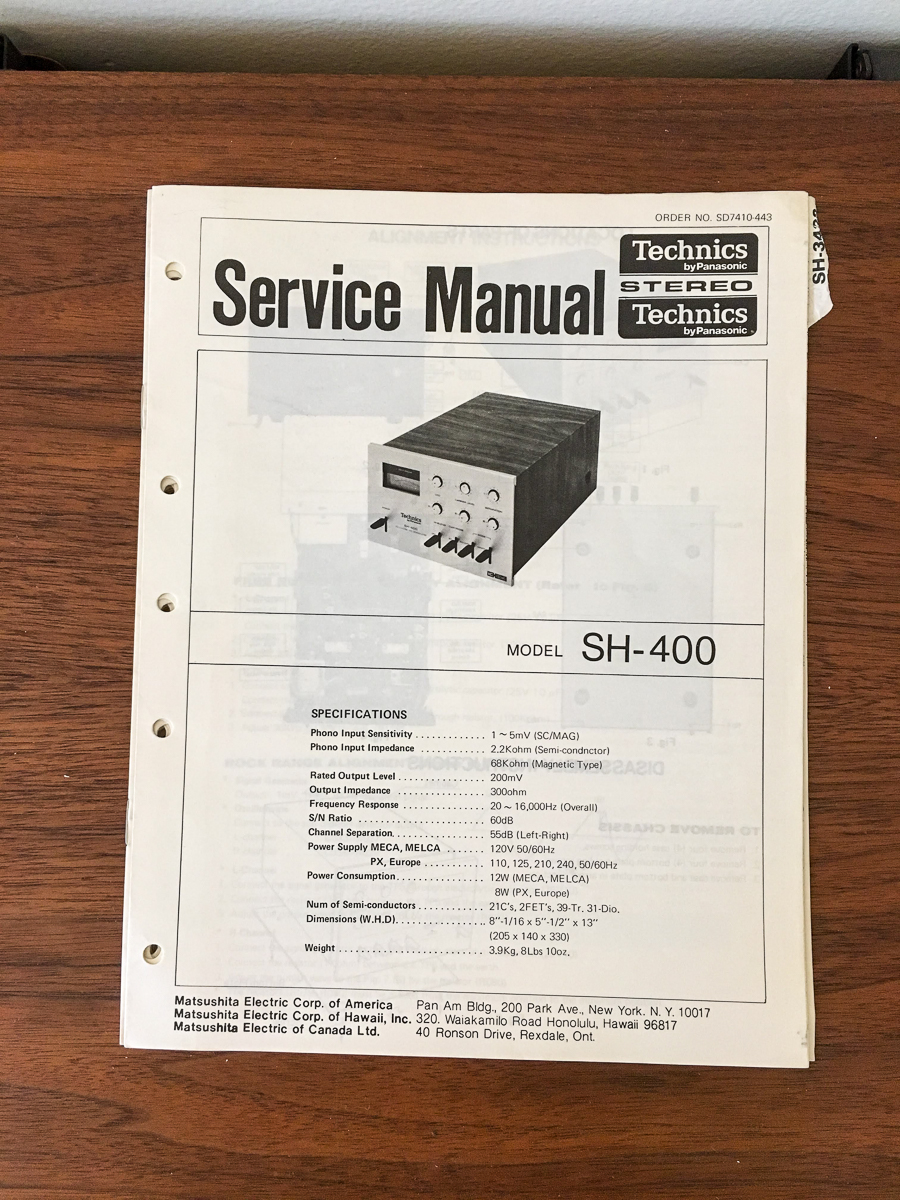 ORDER NO. SD7410-443
Service Manual
Technics
by Panasonic
STEREO
Technics
by Panasonic
Technics
MODEL SH-400
SPECIFICATIONS
Phono Input Sensitivity ............. 1 ~ 5mV (SC/MAG)
Phono Input Impedance ............ 2.2Kohm (Semi-condnctor)
68Kohm (Magnetic Type)
Rated Output Level ................ 200mV
Output Impedance ................ 300ohm
Frequency Response ............... 20 ~ 16,000Hz (Overall)
S/N Ratio ....................... 60dB
Channel Separation. ................ 55dB (Left-Right)
Power Supply MECA, MELCA ....... 120V 50/60Hz
PX, Europe ........... 110, 125, 210, 240, 50/60Hz
Power Consumption ................ 12W (MECA, MELCA)
8W (PX, Europe)
Num of Semi-conductors ............ 21C's, 2FET's, 39-Tr. 31-Dio.
Dimensions (W.H.D). ................ 8"-1/16 x 5"-1/2" x 13"
(205 x 140 x 330)
Weight .......................... 3.9Kg, 8Lbs 10oz.
Matsushita Electric Corp. of America Pan Am Bldg., 200 Park Ave., New York. N. Y. 10017
Matsushita Electric Corp. of Hawaii, Inc. 320. Waiakamilo Road Honolulu, Hawaii 96817
Matsushita Electric of Canada Ltd. 40 Ronson Drive, Rexdale, Ont.